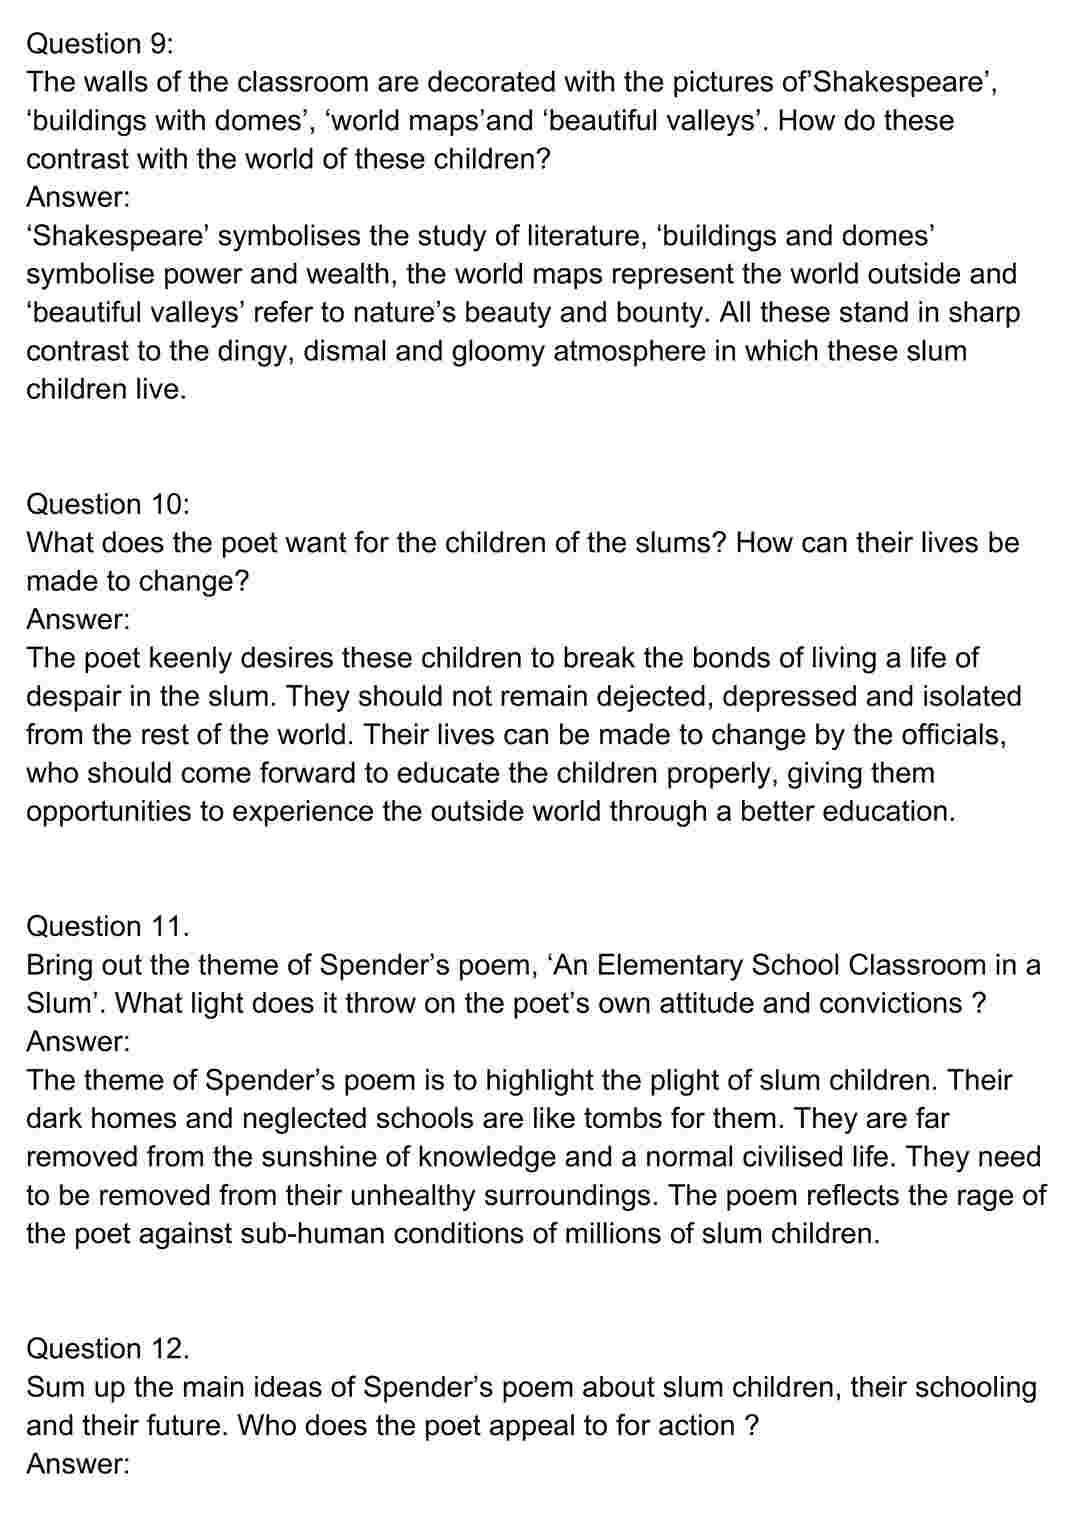 Question 9:
The walls of the classroom are decorated with the pictures of’Shakespeare’,
‘buildings with domes’, ‘world maps’and ‘beautiful valleys’. How do these
contrast with the world of these children?
Answer:
‘Shakespeare’ symbolises the study of literature, ‘buildings and domes’
symbolise power and wealth, the world maps represent the world outside and
‘beautiful valleys’ refer to nature’s beauty and bounty. All these stand in sharp
contrast to the dingy, dismal and gloomy atmosphere in which these slum
children live.
Question 10:
What does the poet want for the children of the slums? How can their lives be
made to change?
Answer:
The poet keenly desires these children to break the bonds of living a life of
despair in the slum. They should not remain dejected, depressed and isolated
from the rest of the world. Their lives can be made to change by the officials,
who should come forward to educate the children properly, giving them
opportunities to experience the outside world through a better education.
Question 11.
Bring out the theme of Spender’s poem, ‘An Elementary School Classroom in a
Slum’. What light does it throw on the poet’s own attitude and convictions ?
Answer:
The theme of Spender’s poem is to highlight the plight of slum children. Their
dark homes and neglected schools are like tombs for them. They are far
removed from the sunshine of knowledge and a normal civilised life. They need
to be removed from their unhealthy surroundings. The poem reflects the rage of
the poet against sub-human conditions of millions of slum children.
Question 12.
Sum up the main ideas of Spender’s poem about slum children, their schooling
and their future. Who does the poet appeal to for action ?
Answer: